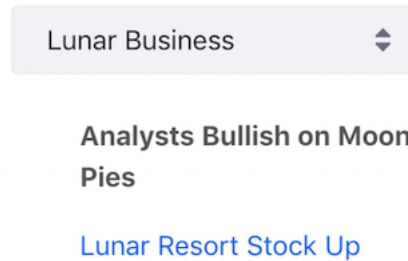 Lunar Business
Analysts Bullish on Moon
Pies
Lunar Resort Stock Up